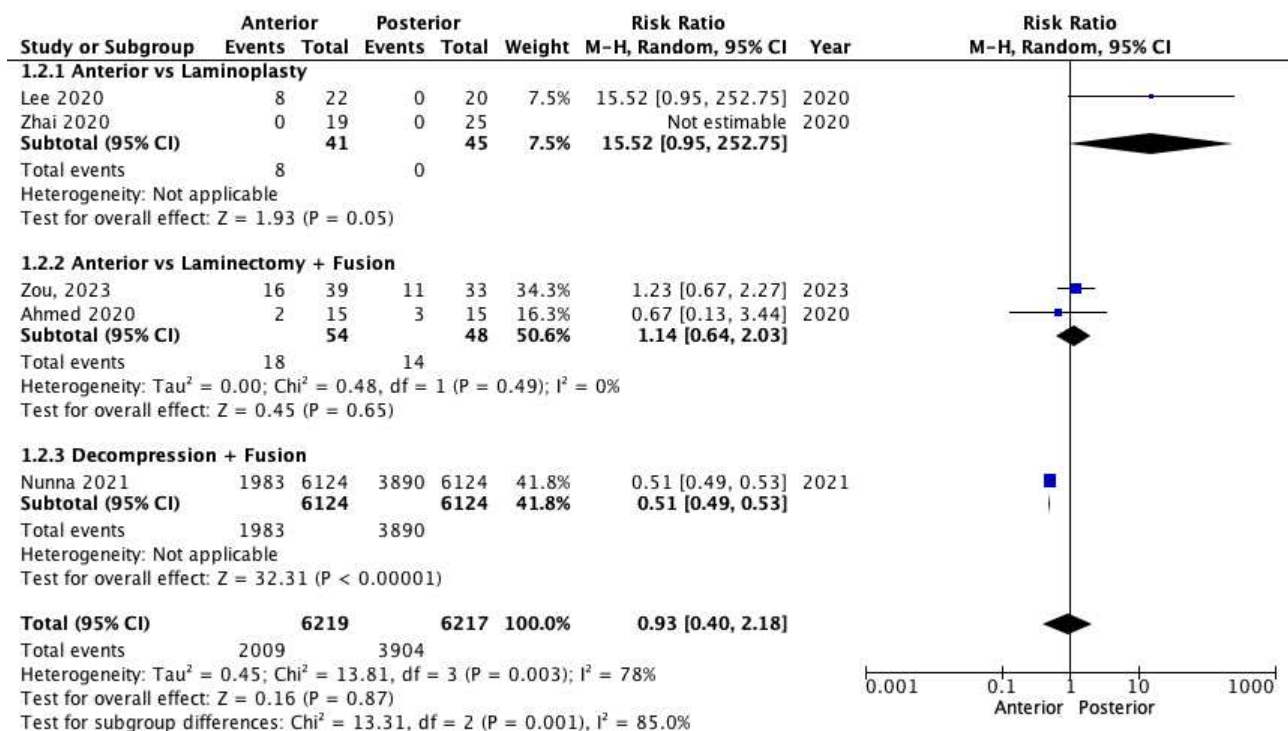 Anterior Posterior Risk Ratio Risk Ratio
Study or Subgroup Events Total Events Total Weight M-H, Random, 95% CI Year M-H, Random, 95% CI
1.2.1 Anterior vs Laminoplasty
Lee 2020 8 22 0 20 7.5% 15.52 [0.95, 252.75] 2020
Zhai 2020 0 19 0 25 Not estimable 2020
Subtotal (95% CI) 41 45 7.5% 15.52 [0.95, 252.75]
Total events 8 0
Heterogeneity: Not applicable
Test for overall effect: Z = 1.93 (P = 0.05)
1.2.2 Anterior vs Laminectomy + Fusion
Zou, 2023 16 39 11 33 34.3% 1.23 [0.67, 2.27] 2023
Ahmed 2020 2 15 3 15 16.3% 0.67 [0.13, 3.44] 2020
Subtotal (95% CI) 54 48 50.6% 1.14 [0.64, 2.03]
Total events 18 14
Heterogeneity: Tau² = 0.00; Chi² = 0.48, df = 1 (P = 0.49); I² = 0%
Test for overall effect: Z = 0.45 (P = 0.65)
1.2.3 Decompression + Fusion
Nunna 2021 1983 6124 3890 6124 41.8% 0.51 [0.49, 0.53] 2021
Subtotal (95% CI) 6124 6124 41.8% 0.51 [0.49, 0.53]
Total events 1983 3890
Heterogeneity: Not applicable
Test for overall effect: Z = 32.31 (P < 0.00001)
Total (95% CI) 6219 6217 100.0% 0.93 [0.40, 2.18]
Total events 2009 3904
Heterogeneity: Tau² = 0.45; Chi² = 13.81, df = 3 (P = 0.003); I² = 78%
Test for overall effect: Z = 0.16 (P = 0.87)
Test for subgroup differences: Chi² = 13.31, df = 2 (P = 0.001), I² = 85.0%
0.001 0.1 1 10 1000
Anterior Posterior